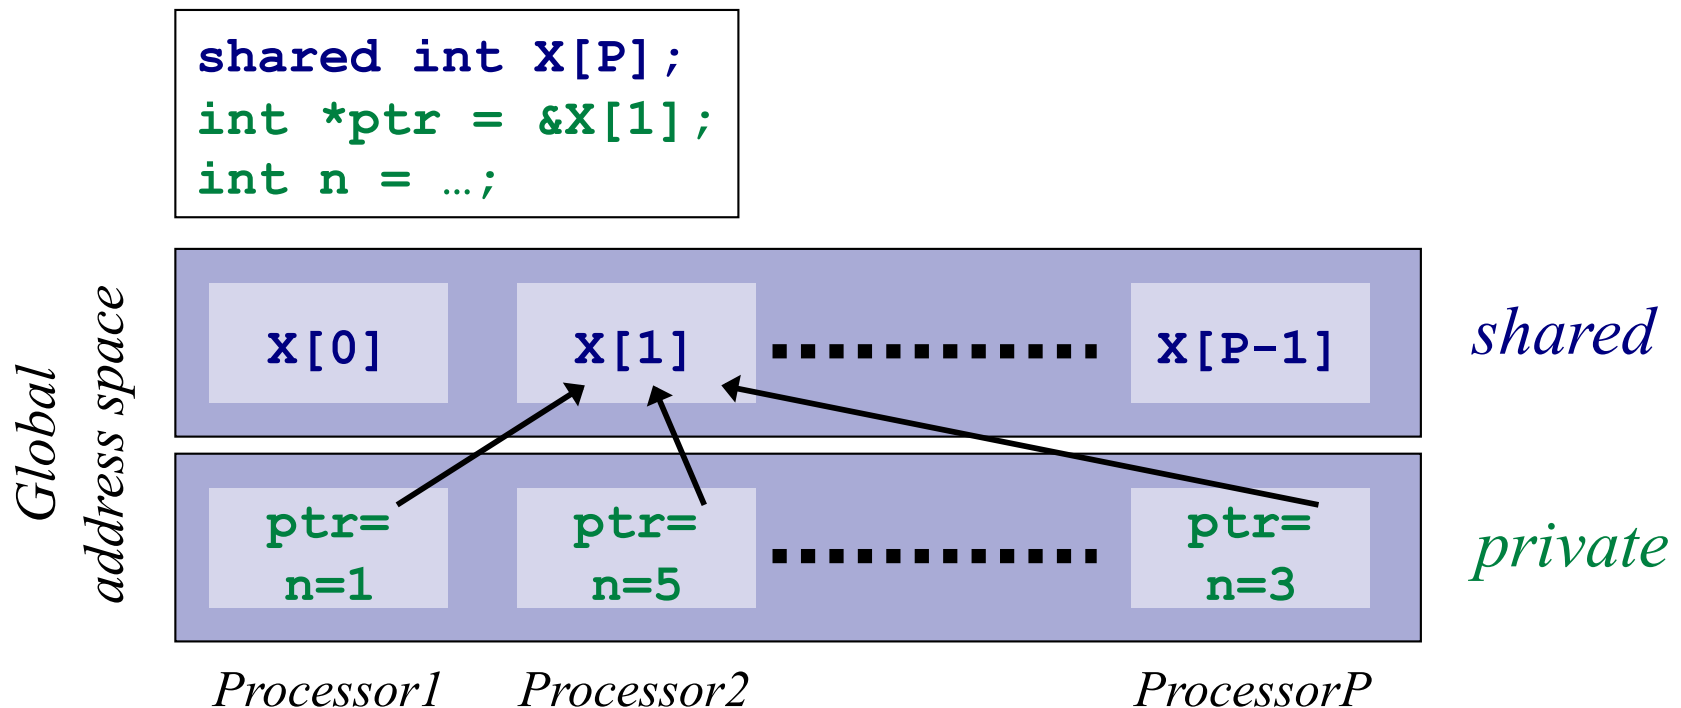 shared int X[P];
int *ptr = &X[1];
int n = …;
Global
address space
X[0] X[1] X[P-1]
shared
ptr= ptr= ptr=
n=1 n=5 n=3
private
Processor1 Processor2 ProcessorP